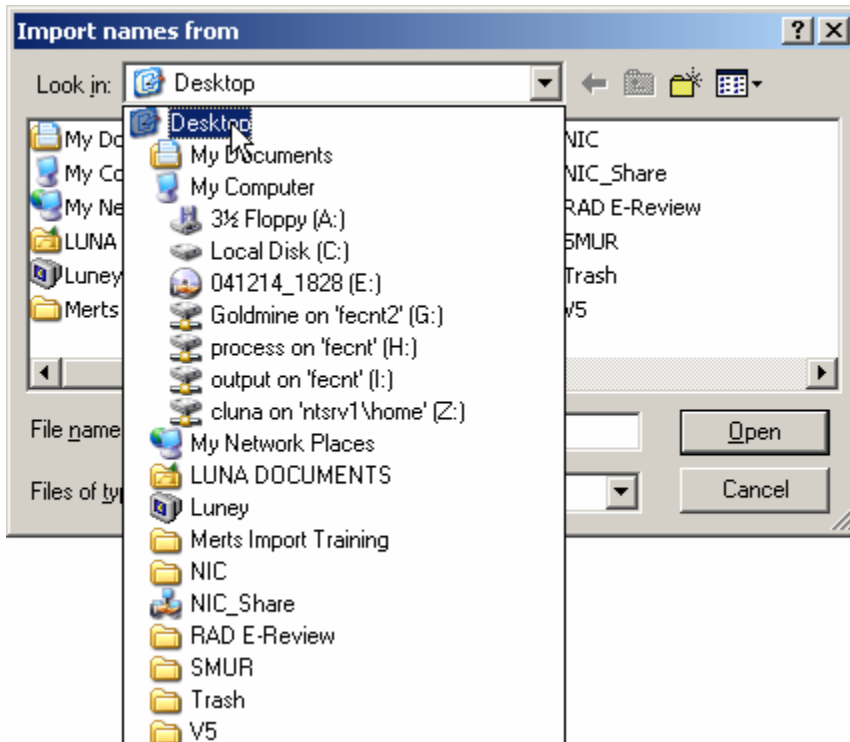 Import names from
Look in: Desktop
Desktop
My Documents
My Computer
3½ Floppy (A:)
Local Disk (C:)
041214_1828 (E:)
Goldmine on 'fecnt2' (G:)
process on 'fecnt' (H:)
output on 'fecnt' (I:)
cluna on 'ntsrv1\home' (Z:)
My Network Places
LUNA DOCUMENTS
Luney
Merts Import Training
NIC
NIC_Share
RAD E-Review
SMUR
Trash
V5
My Do
My Co
My Ne
LUNA
Luney
Merts
NIC
NIC_Share
RAD E-Review
SMUR
Trash
V5
File name
Open
Files of ty
Cancel